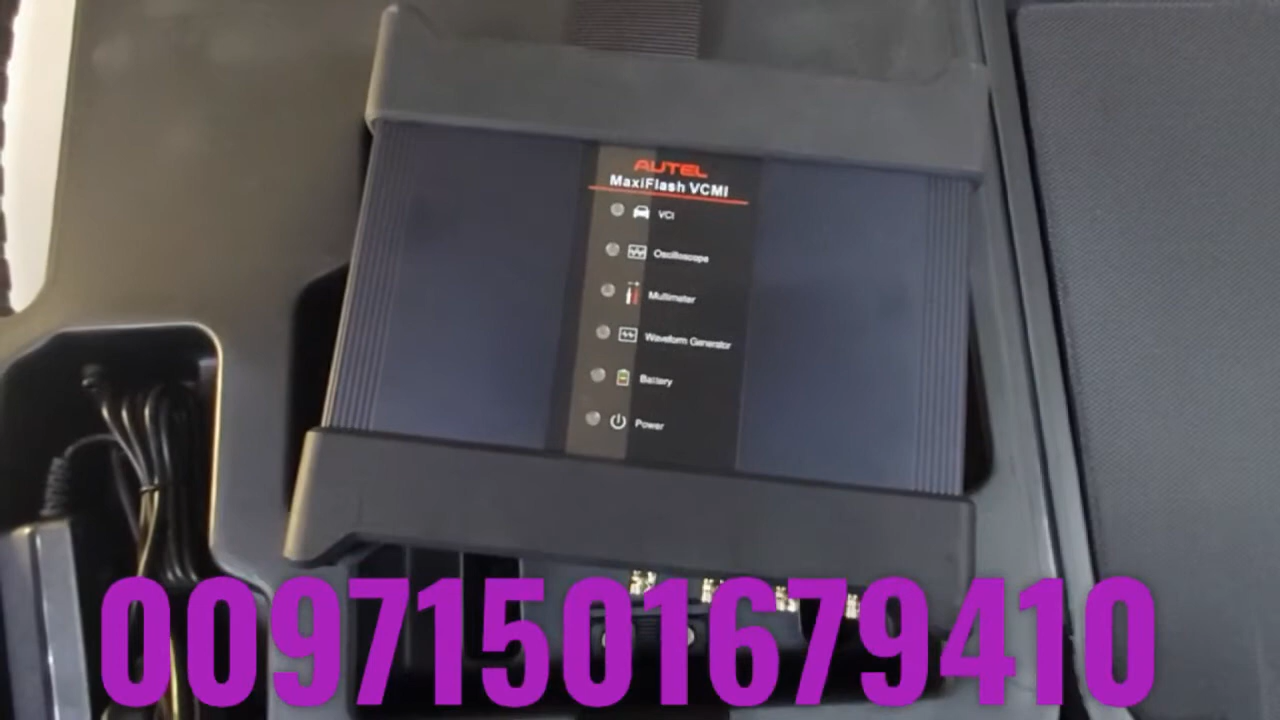 AUTEL
MaxiFlash VCMI
VCI
Oscilloscope
Multimeter
Waveform Generator
Battery
Power
00971501679410